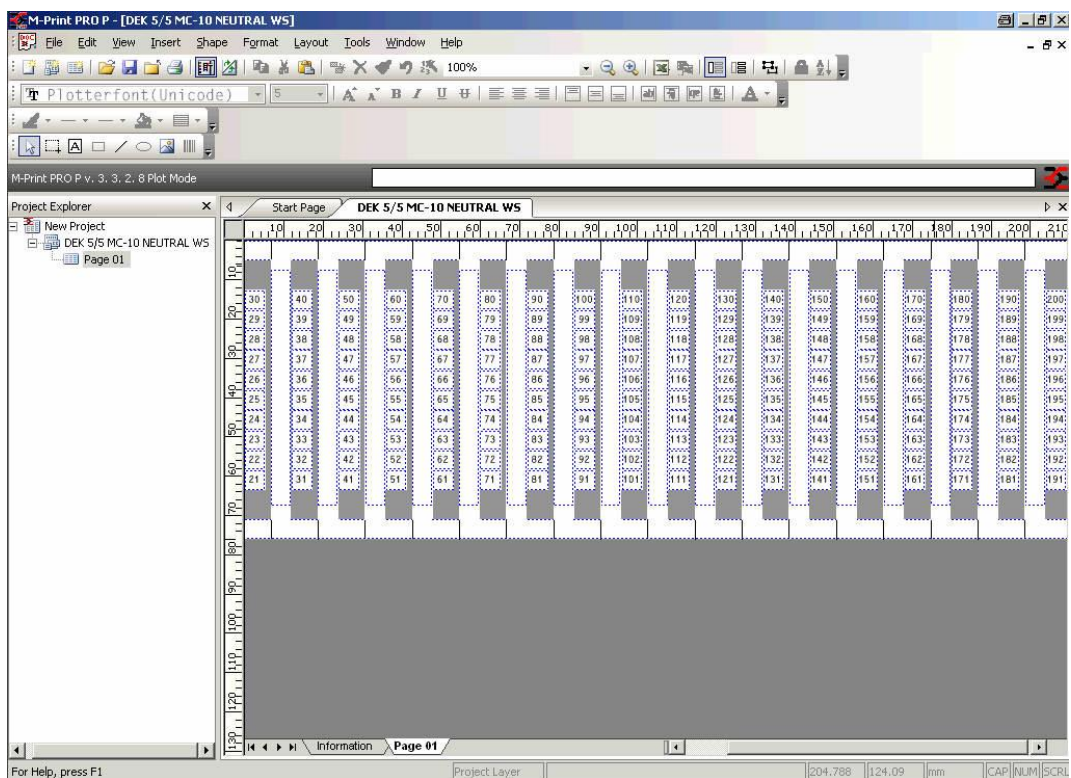 M-Print PRO P - [DEK 5/5 MC-10 NEUTRAL WS]
File Edit View Insert Shape Format Layout Tools Window Help
100%
Plotterfont(Unicode) 5
M-Print PRO P v. 3. 3. 2. 8 Plot Mode
Project Explorer
Start Page DEK 5/5 MC-10 NEUTRAL WS
New Project
DEK 5/5 MC-10 NEUTRAL WS
Page 01
10 20 30 40 50 60 70 80 90 100 110 120 130 140 150 160 170 180 190 200 210
10 20 30 40 50 60 70 80 90 100 110 120 130
30 40 50 60 70 80 90 100 110 120 130 140 150 160 170 180 190 200
29 39 49 59 69 79 89 99 109 119 129 139 149 159 169 179 189 199
28 38 48 58 68 78 88 98 108 118 128 138 148 158 168 178 188 198
27 37 47 57 67 77 87 97 107 117 127 137 147 157 167 177 187 197
26 36 46 56 66 76 86 96 106 116 126 136 146 156 166 176 186 196
25 35 45 55 65 75 85 95 105 115 125 135 145 155 165 175 185 195
24 34 44 54 64 74 84 94 104 114 124 134 144 154 164 174 184 194
23 33 43 53 63 73 83 93 103 113 123 133 143 153 163 173 183 193
22 32 42 52 62 72 82 92 102 112 122 132 142 152 162 172 182 192
21 31 41 51 61 71 81 91 101 111 121 131 141 151 161 171 181 191
Information Page 01
For Help, press F1 Project Layer 204.788 124.09 mm CAP NUM SCRL